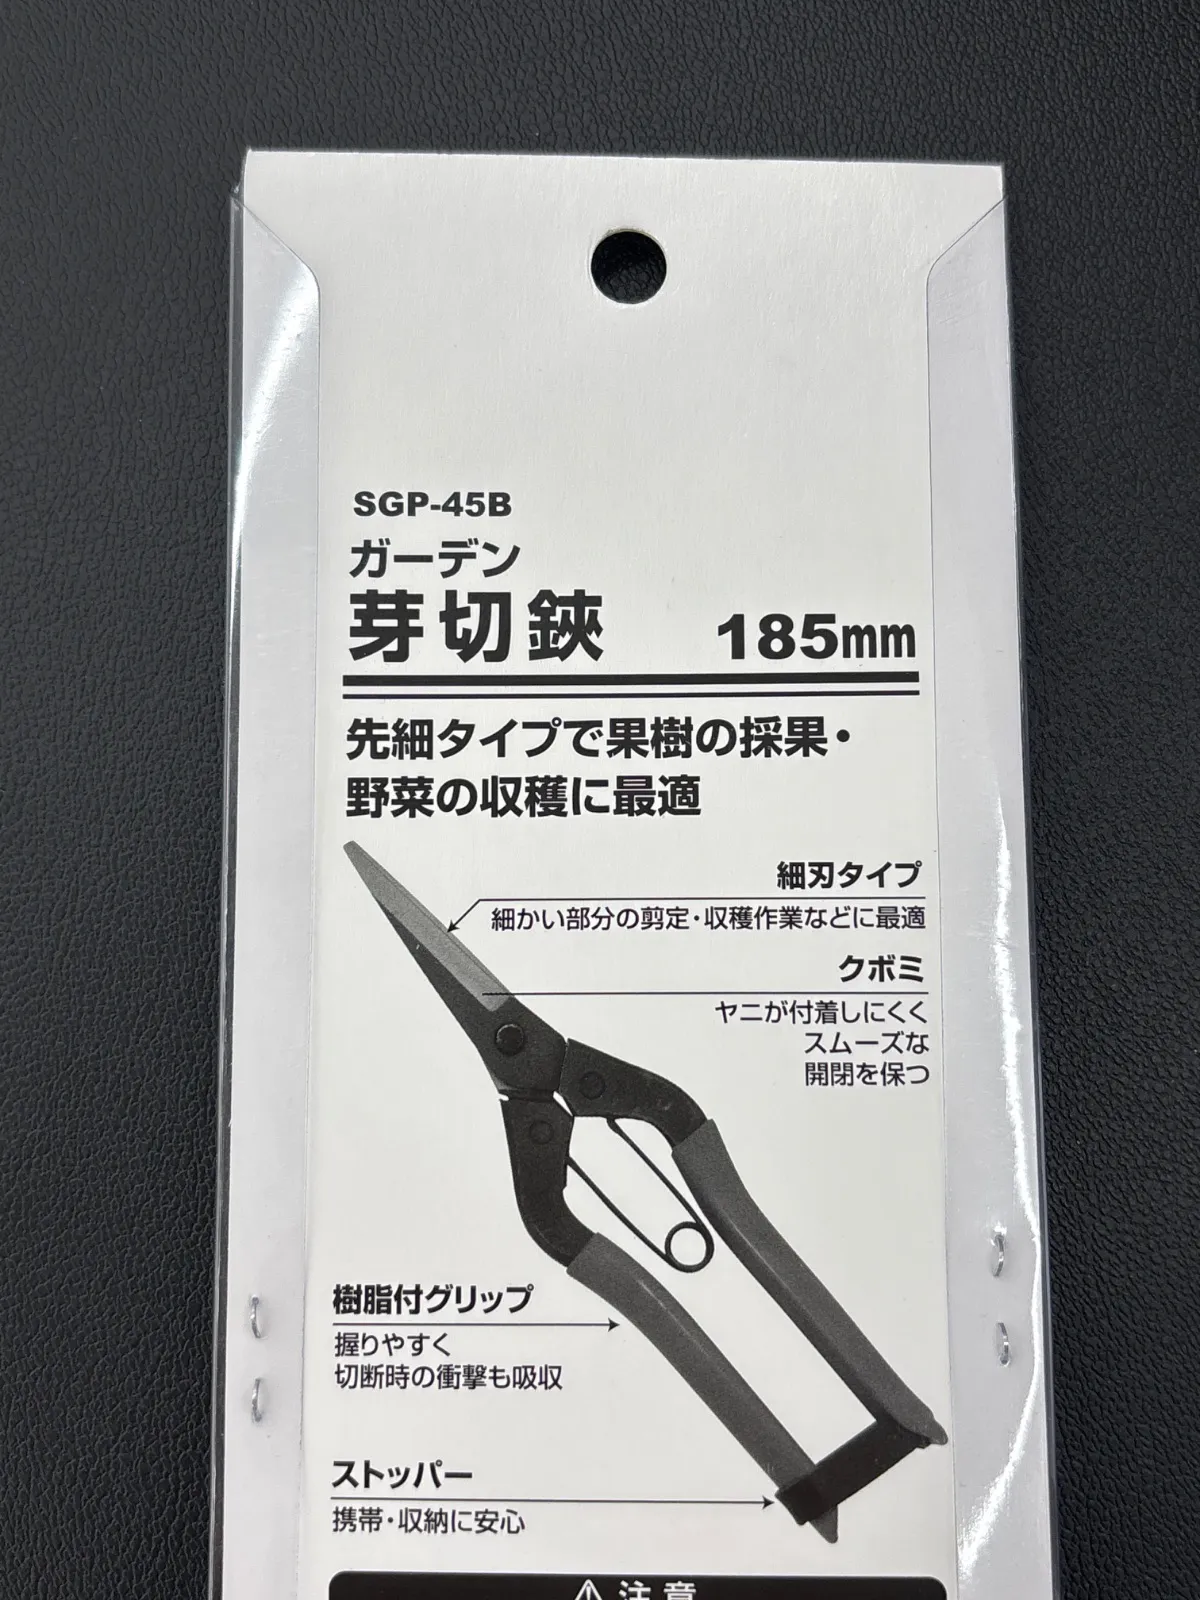 SGP-45B
ガーデン
芽切鋏 185mm
先細タイプで果樹の採果・
野菜の収穫に最適
細刃タイプ
細かい部分の剪定・収穫作業などに最適
クボミ
ヤニが付着しにくく
スムーズな
開閉を保つ
樹脂付グリップ
握りやすく
切断時の衝撃も吸収
ストッパー
携帯・収納に安心
注意